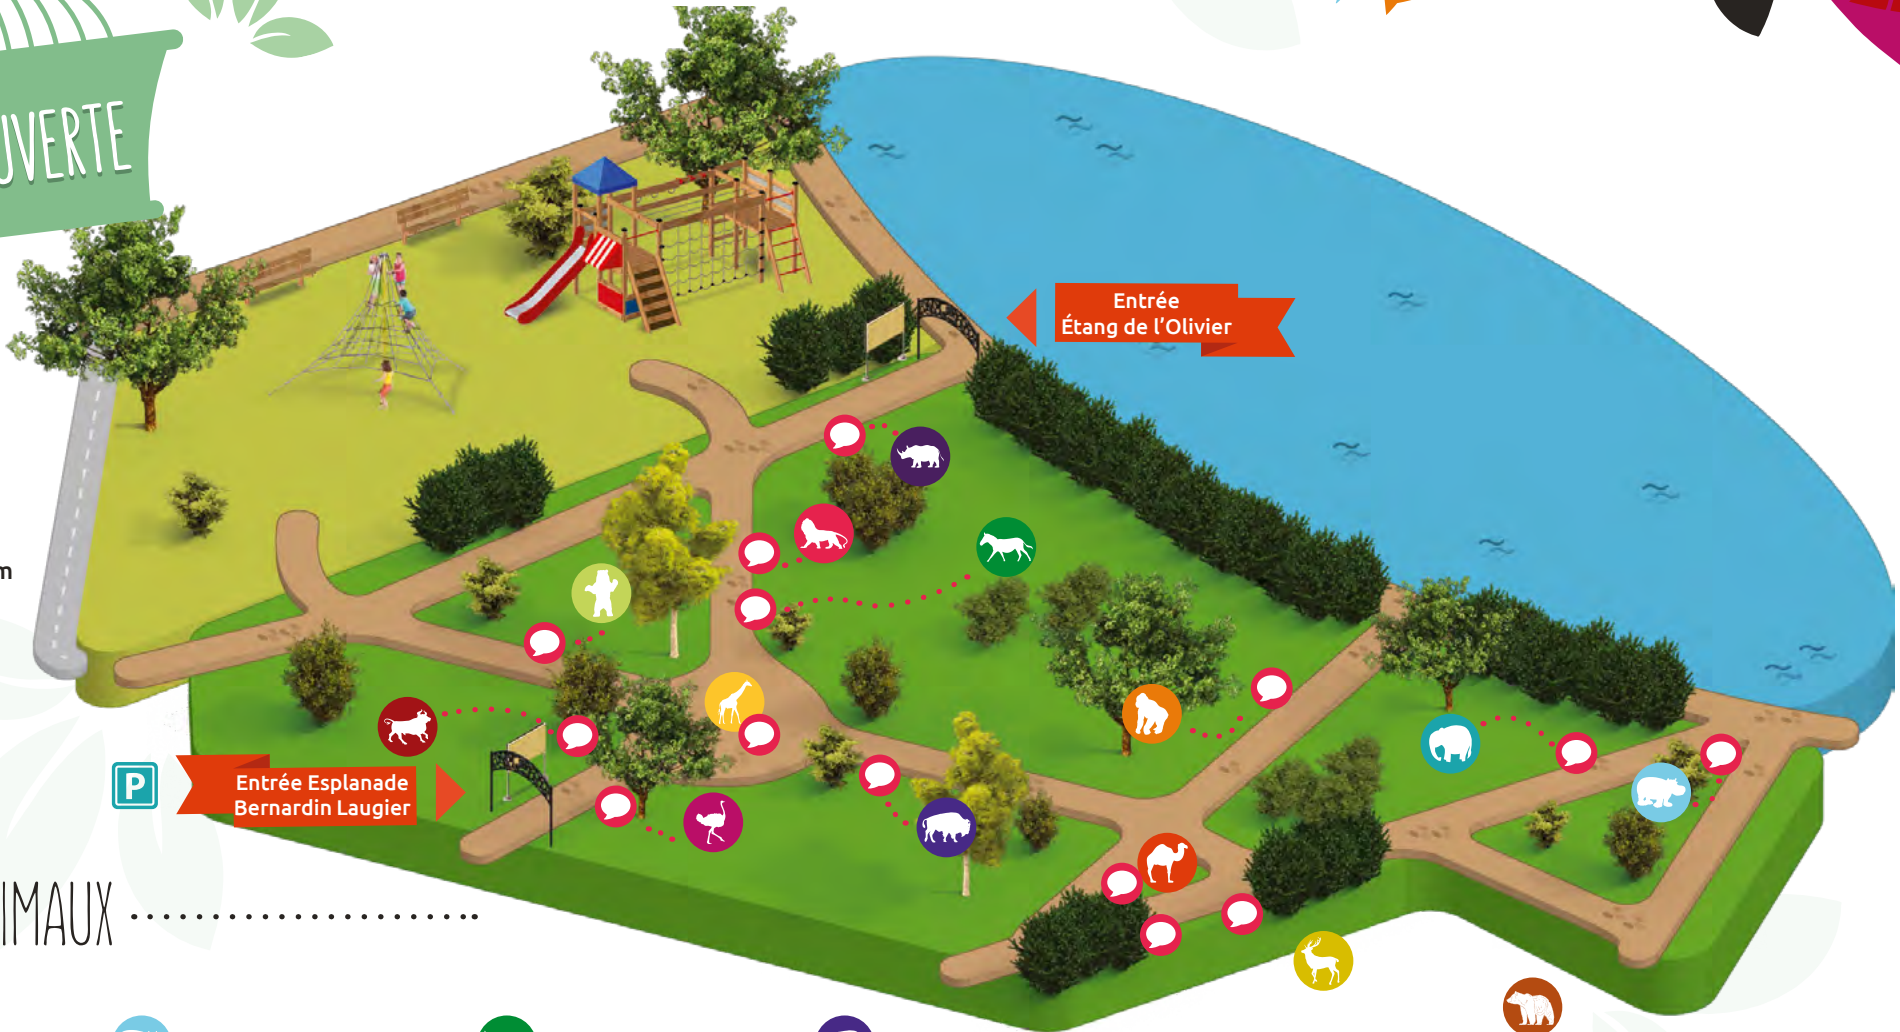 UVERTE
Entrée
Étang de l'Olivier
m
P
Entrée Esplanade
Bernardin Laugier
IMAUX